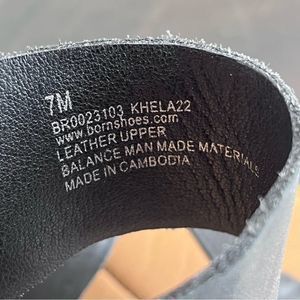 7M
BR0023103 KHELA22
www.bornshoes.com
LEATHER UPPER
BALANCE MAN MADE MATERIALS
MADE IN CAMBODIA